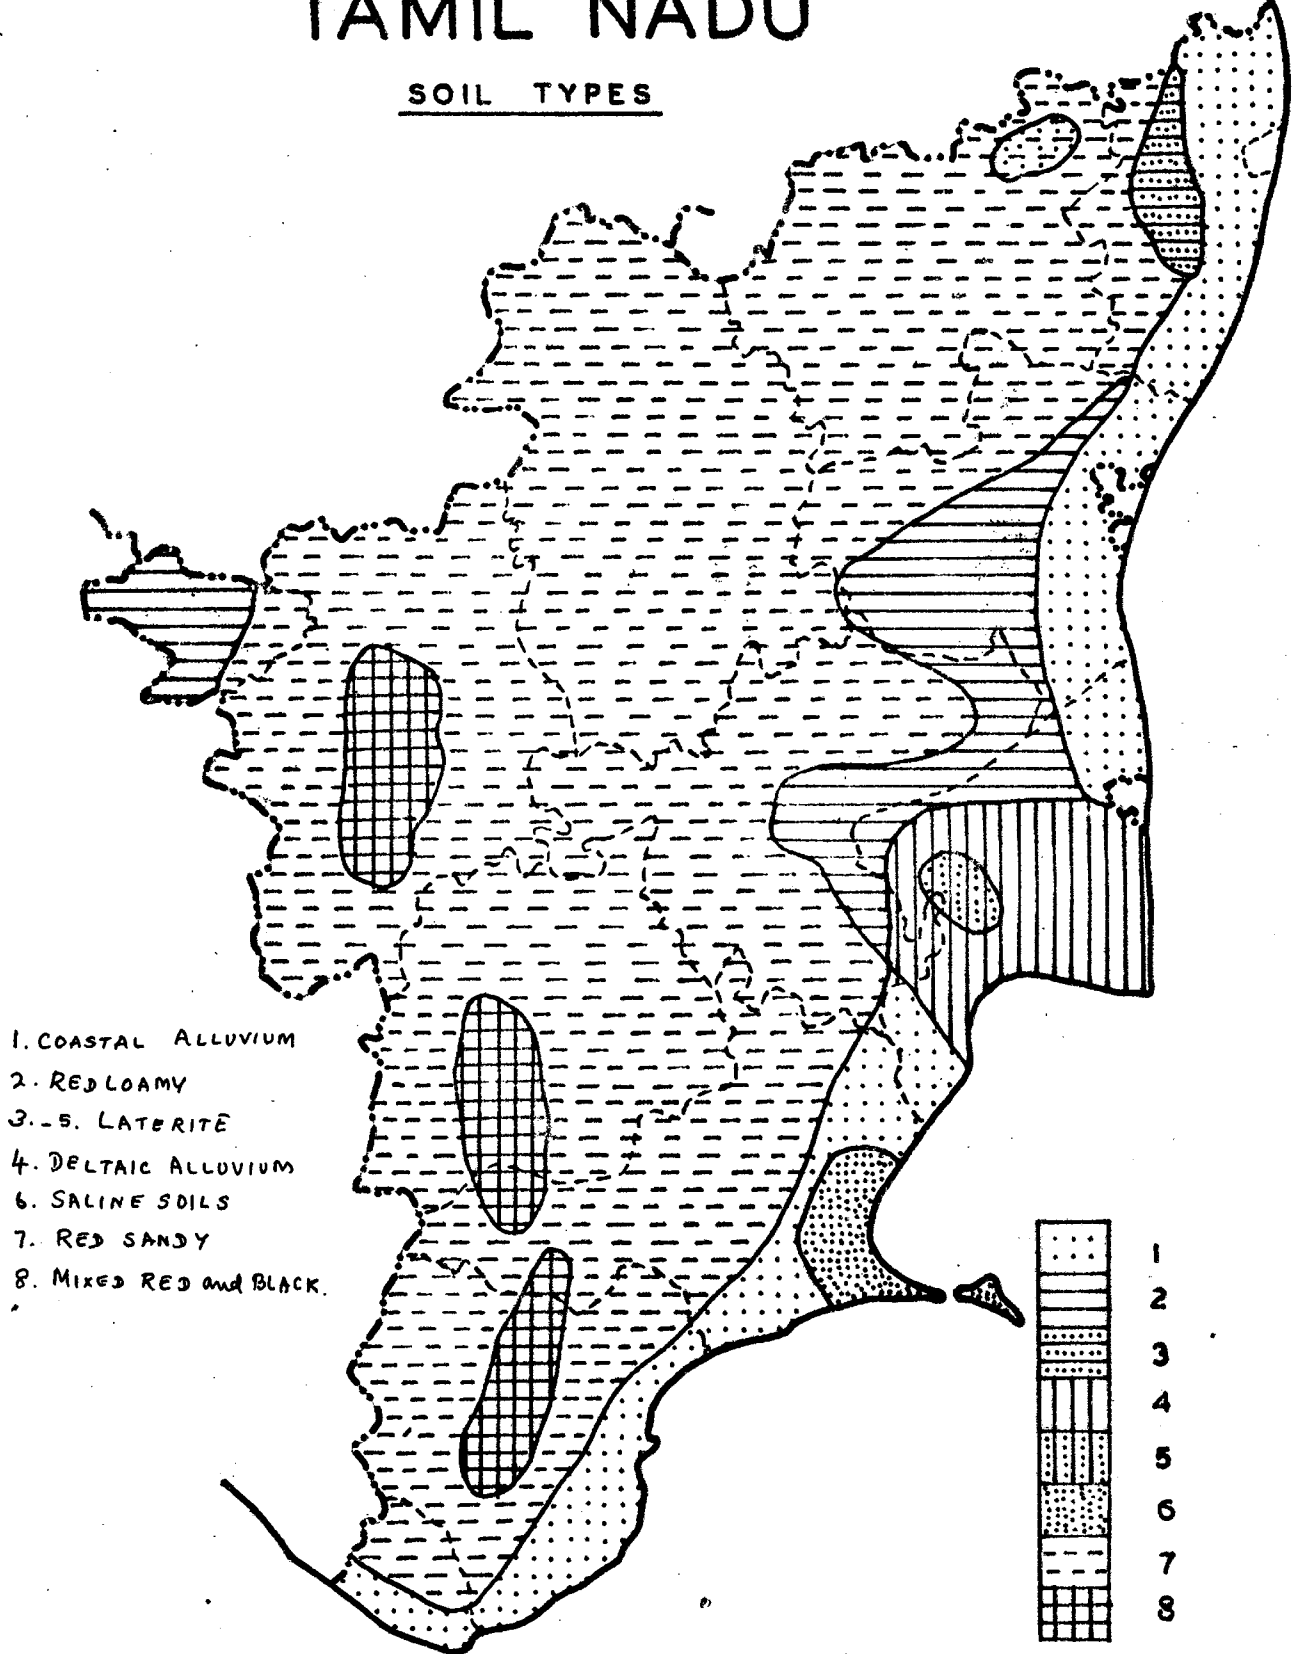 TAMIL NADU
SOIL TYPES
1. COASTAL ALLUVIUM
2. RED LOAMY
3.-5. LATERITE
4. DELTAIC ALLUVIUM
6. SALINE SOILS
7. RED SANDY
8. MIXED RED and BLACK.
1
2
3
4
5
6
7
8